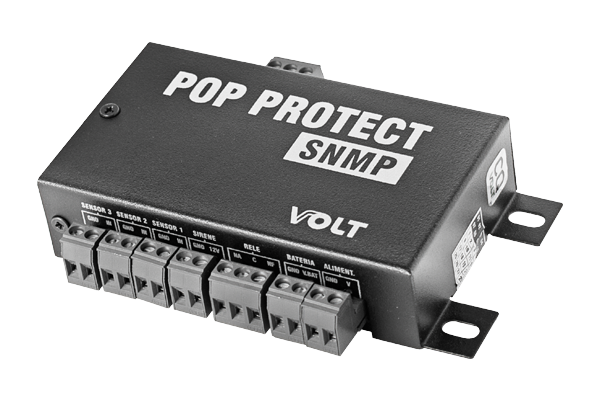 POP PROTECT
SNMP
VOLT
SENSOR 3 SENSOR 2 SENSOR 1 SIRENE RELE BATERIA ALIMENT.
GND IN GND IN GND IN GND 12V NA C NF GND V.BAT GND V